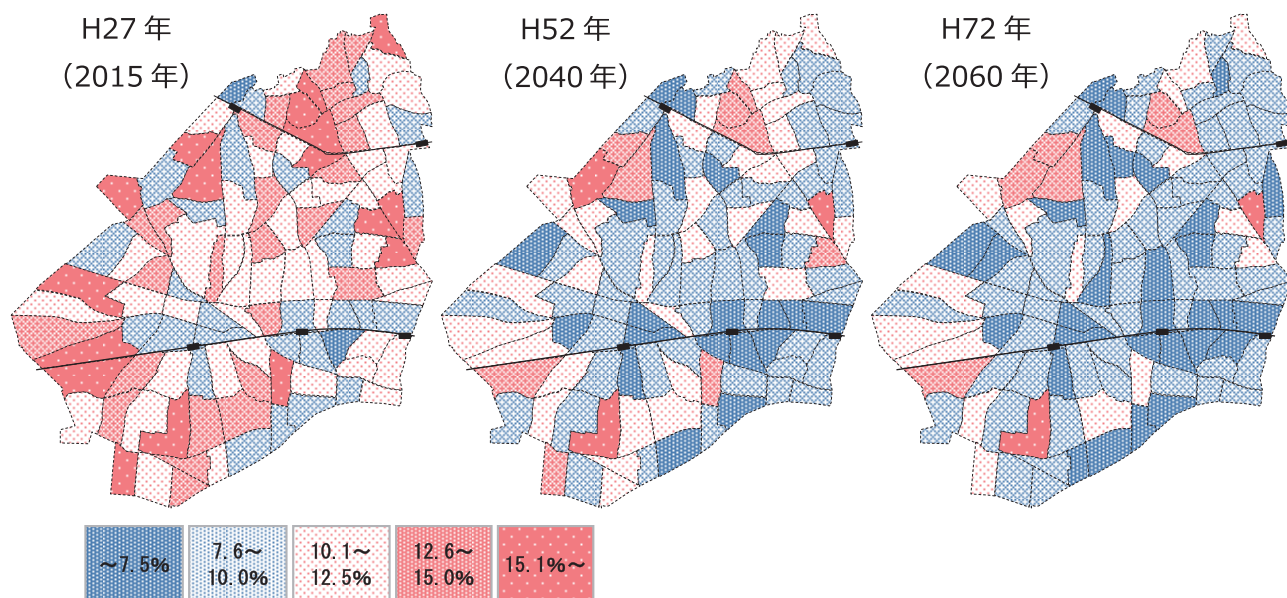 H27 年
（2015 年）
H52 年
（2040 年）
H72 年
（2060 年）
～7.5%
7.6～
10.0%
10.1～
12.5%
12.6～
15.0%
15.1%～